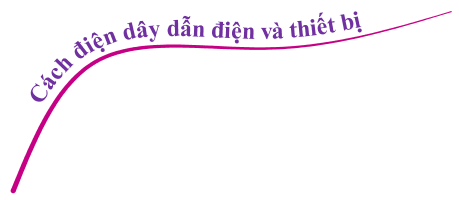 Cách điện dây dẫn điện và thiết bị